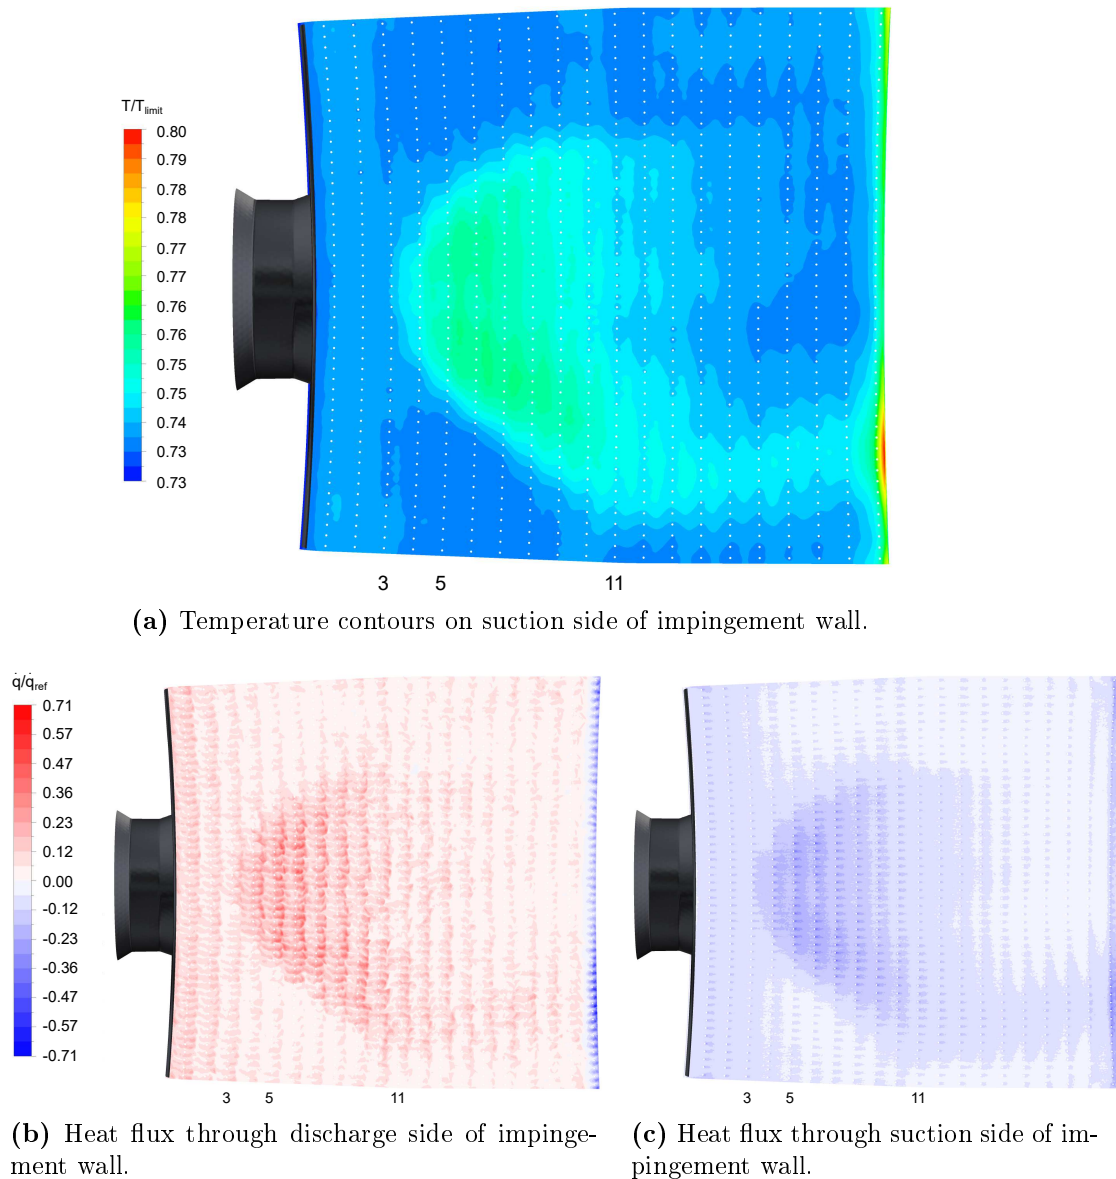 T/Tlimit
0.80
0.79
0.78
0.78
0.77
0.77
0.76
0.76
0.75
0.75
0.74
0.73
0.73
3 5 11
(a) Temperature contours on suction side of impingement wall.
q̇/q̇ref
0.71
0.57
0.47
0.36
0.23
0.12
0.00
-0.12
-0.23
-0.36
-0.47
-0.57
-0.71
3 5 11
3 5 11
(b) Heat flux through discharge side of impinge-
ment wall.
(c) Heat flux through suction side of im-
pingement wall.